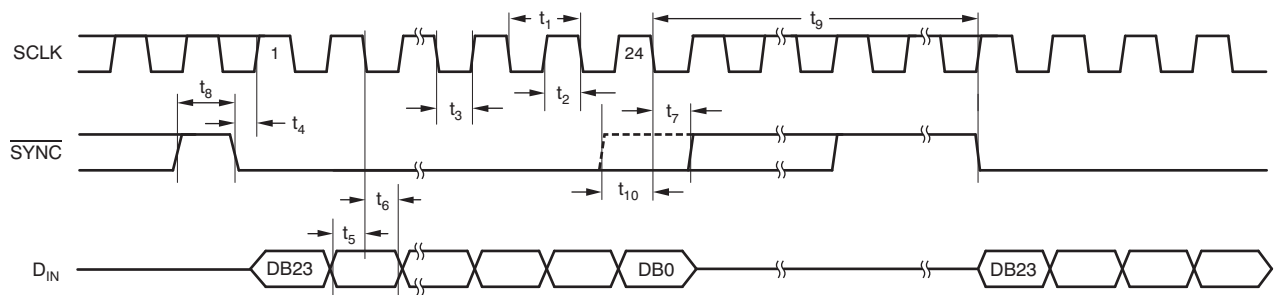 t1
t9
SCLK
1
24
t8
t3
t2
t7
t4
SYNC
t10
t6
t5
DIN
DB23
DB0
DB23